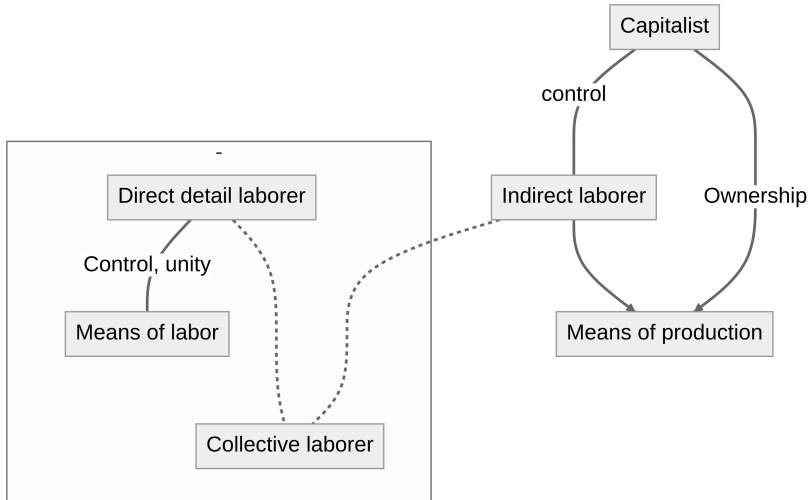 Capitalist
control
-
Direct detail laborer
Indirect laborer
Ownership
Control, unity
Means of labor
Means of production
Collective laborer